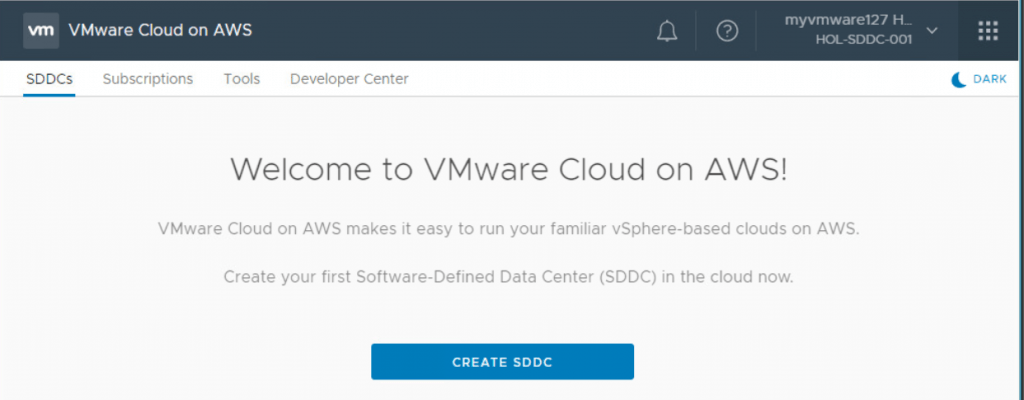 vm VMware Cloud on AWS
myvmware127 H...
HOL-SDDC-001
SDDCs Subscriptions Tools Developer Center DARK
Welcome to VMware Cloud on AWS!
VMware Cloud on AWS makes it easy to run your familiar vSphere-based clouds on AWS.
Create your first Software-Defined Data Center (SDDC) in the cloud now.
CREATE SDDC